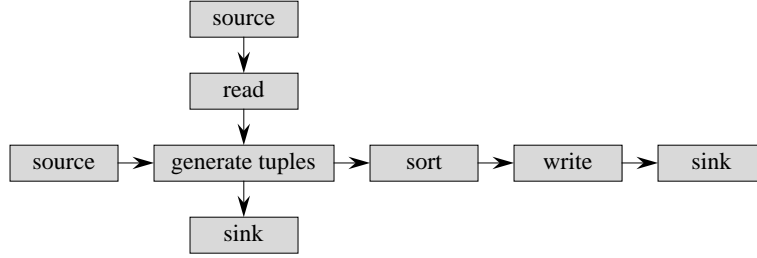 source
read
source
generate tuples
sort
write
sink
sink